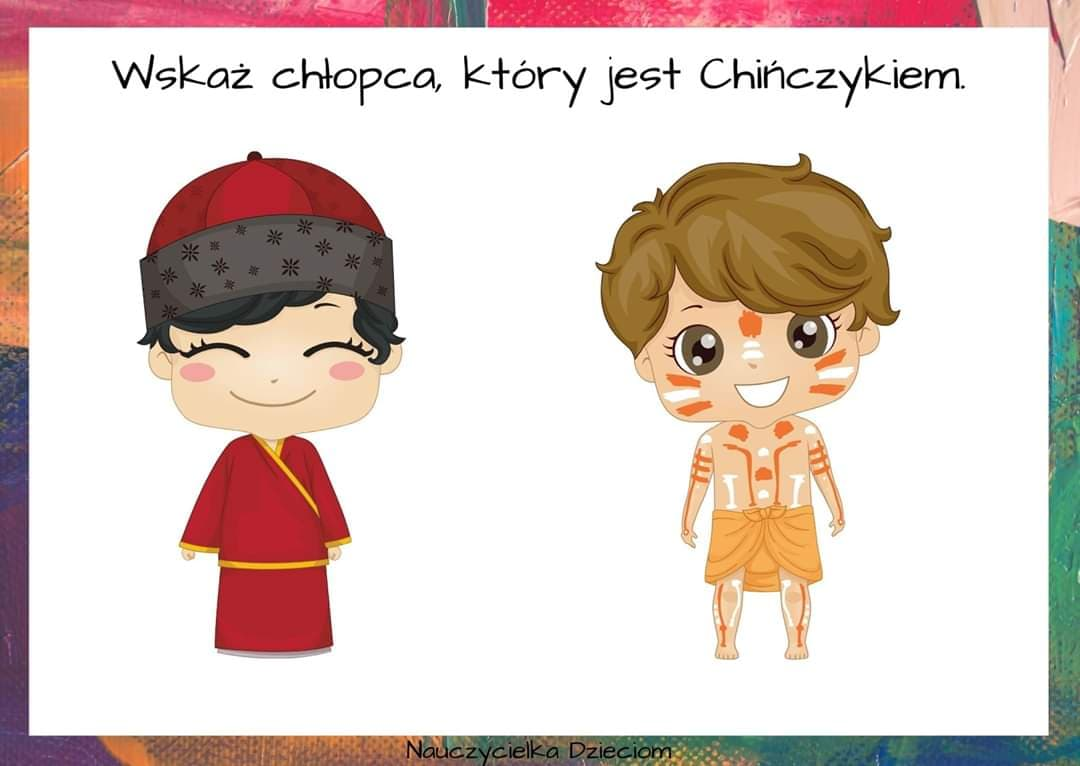 Wskaż chłopca, który jest Chińczykiem.
Nauczycielka Dzieciom